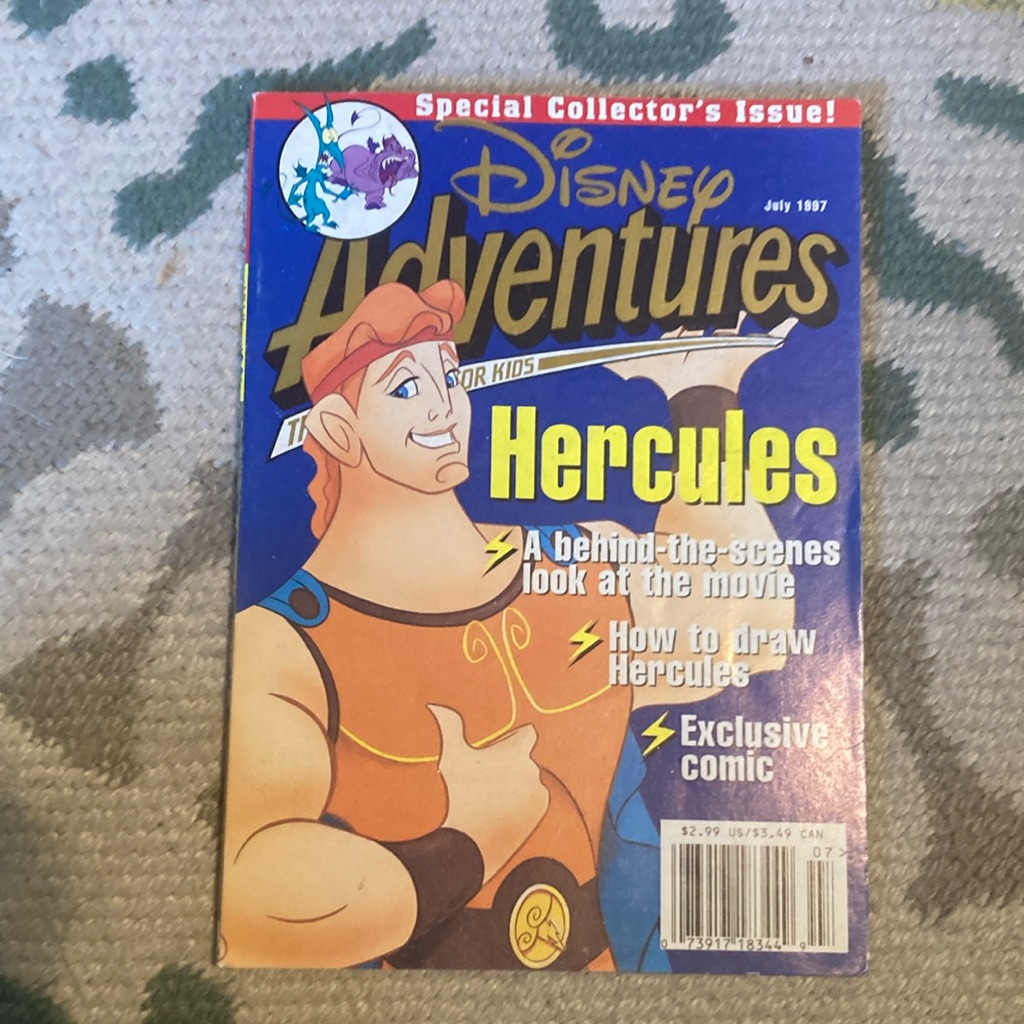 Special Collector's Issue!
Disney
July 1997
Adventures
FOR KIDS
Hercules
A behind-the-scenes
look at the movie
How to draw
Hercules
Exclusive
comic
$2.99 US/$3.49 CAN
07>
0 73917 18344 9